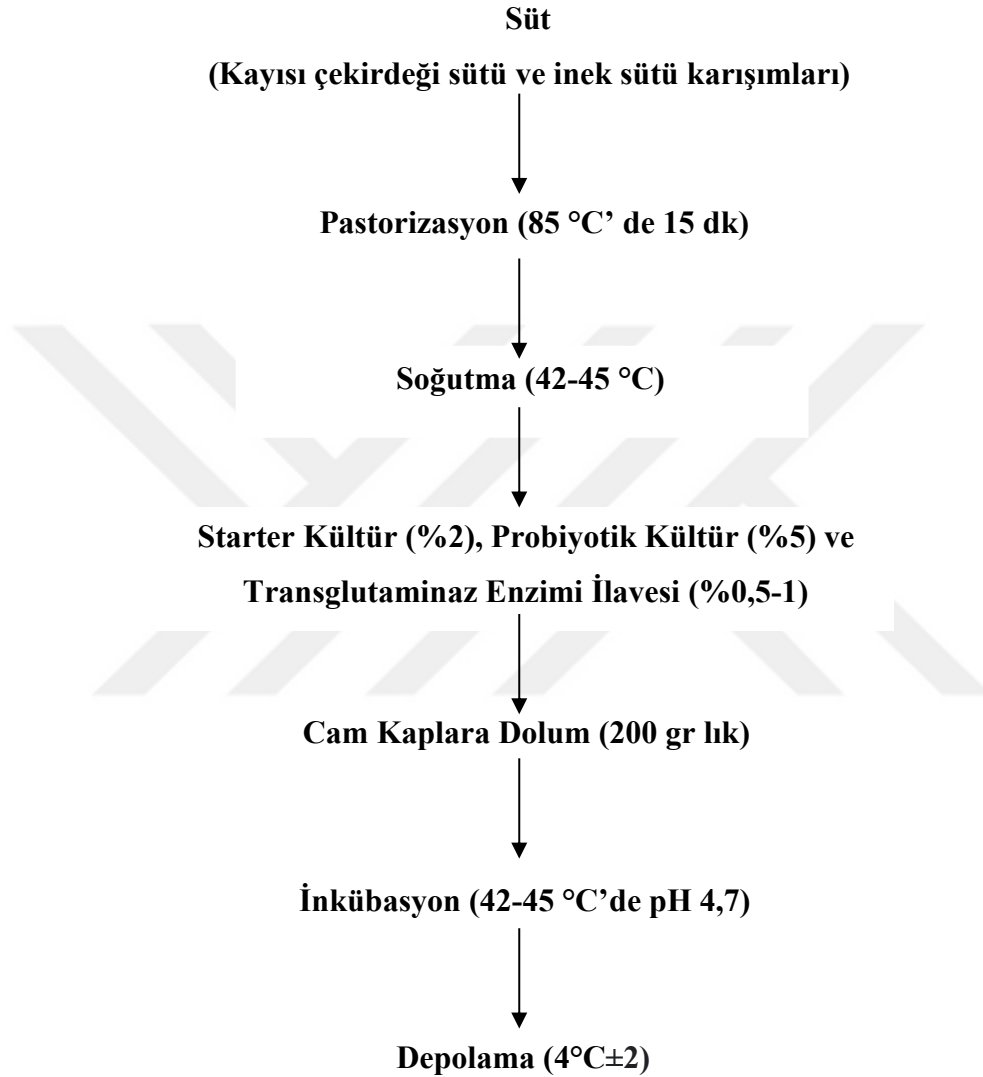 Süt
(Kayısı çekirdeği sütü ve inek sütü karışımları)
Pastorizasyon (85 °C’ de 15 dk)
Soğutma (42-45 °C)
Starter Kültür (%2), Probiyotik Kültür (%5) ve
Transglutaminaz Enzimi İlavesi (%0,5-1)
Cam Kaplara Dolum (200 gr lık)
İnkübasyon (42-45 °C’de pH 4,7)
Depolama (4°C±2)